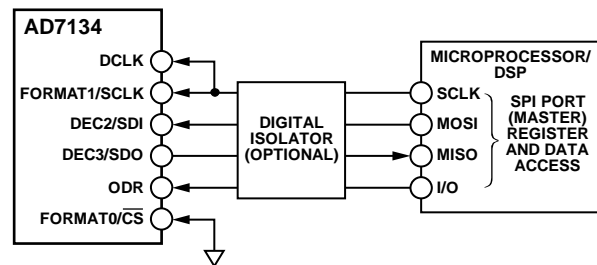 AD7134
DCLK
FORMAT1/SCLK
DEC2/SDI
DEC3/SDO
ODR
FORMAT0/CS
DIGITAL
ISOLATOR
(OPTIONAL)
MICROPROCESSOR/
DSP
SCLK
MOSI
MISO
I/O
SPI PORT
(MASTER)
REGISTER
AND DATA
ACCESS